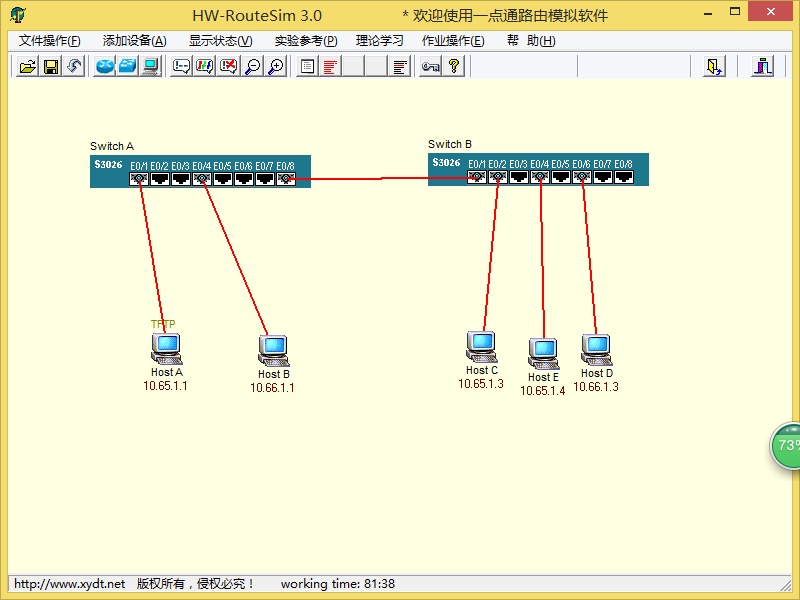 HW-RouteSim 3.0 * 欢迎使用一点通路由模拟软件
文件操作(F) 添加设备(A) 显示状态(V) 实验参考(P) 理论学习 作业操作(E) 帮 助(H)
Switch A
S3026 E0/1 E0/2 E0/3 E0/4 E0/5 E0/6 E0/7 E0/8
Switch B
S3026 E0/1 E0/2 E0/3 E0/4 E0/5 E0/6 E0/7 E0/8
TFTP
Host A
10.65.1.1
Host B
10.66.1.1
Host C
10.65.1.3
Host E
10.65.1.4
Host D
10.66.1.3
73%
http://www.xydt.net 版权所有，侵权必究！ working time: 81:38